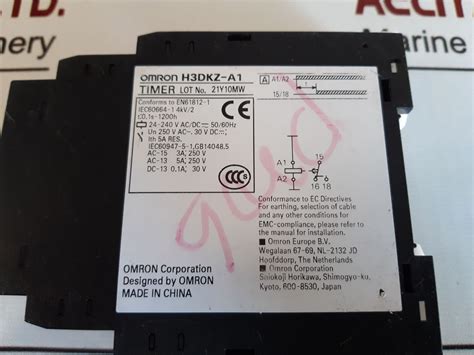 OMRON H3DKZ-A1
TIMER LOT No. 21Y10MW
Conforms to EN61812-1
IEC60664-1 4kV/2
t:0.1s-1200h
24-240 V AC/DC 50/60Hz
Un 250 V AC, 30 V DC
Ith 5A RES.
IEC60947-5-1,GB14048.5
AC-15 3A, 250 V
AC-13 5A, 250 V
DC-13 0.1A, 30 V
CE
CCC
A A1/A2
t
15/18
A1
A2
15
16 18
good
Conformance to EC Directives
For earthing, selection of cable
and any other conditions for
EMC-compliance, please refer to
the manual for installation.
Omron Europe B.V.
Wegalaan 67-69, NL-2132 JD
Hoofddorp, The Netherlands
Omron Corporation
Shiokoji Horikawa, Shimogyo-ku,
Kyoto, 600-8530, Japan
OMRON Corporation
Designed by OMRON
MADE IN CHINA
Marine